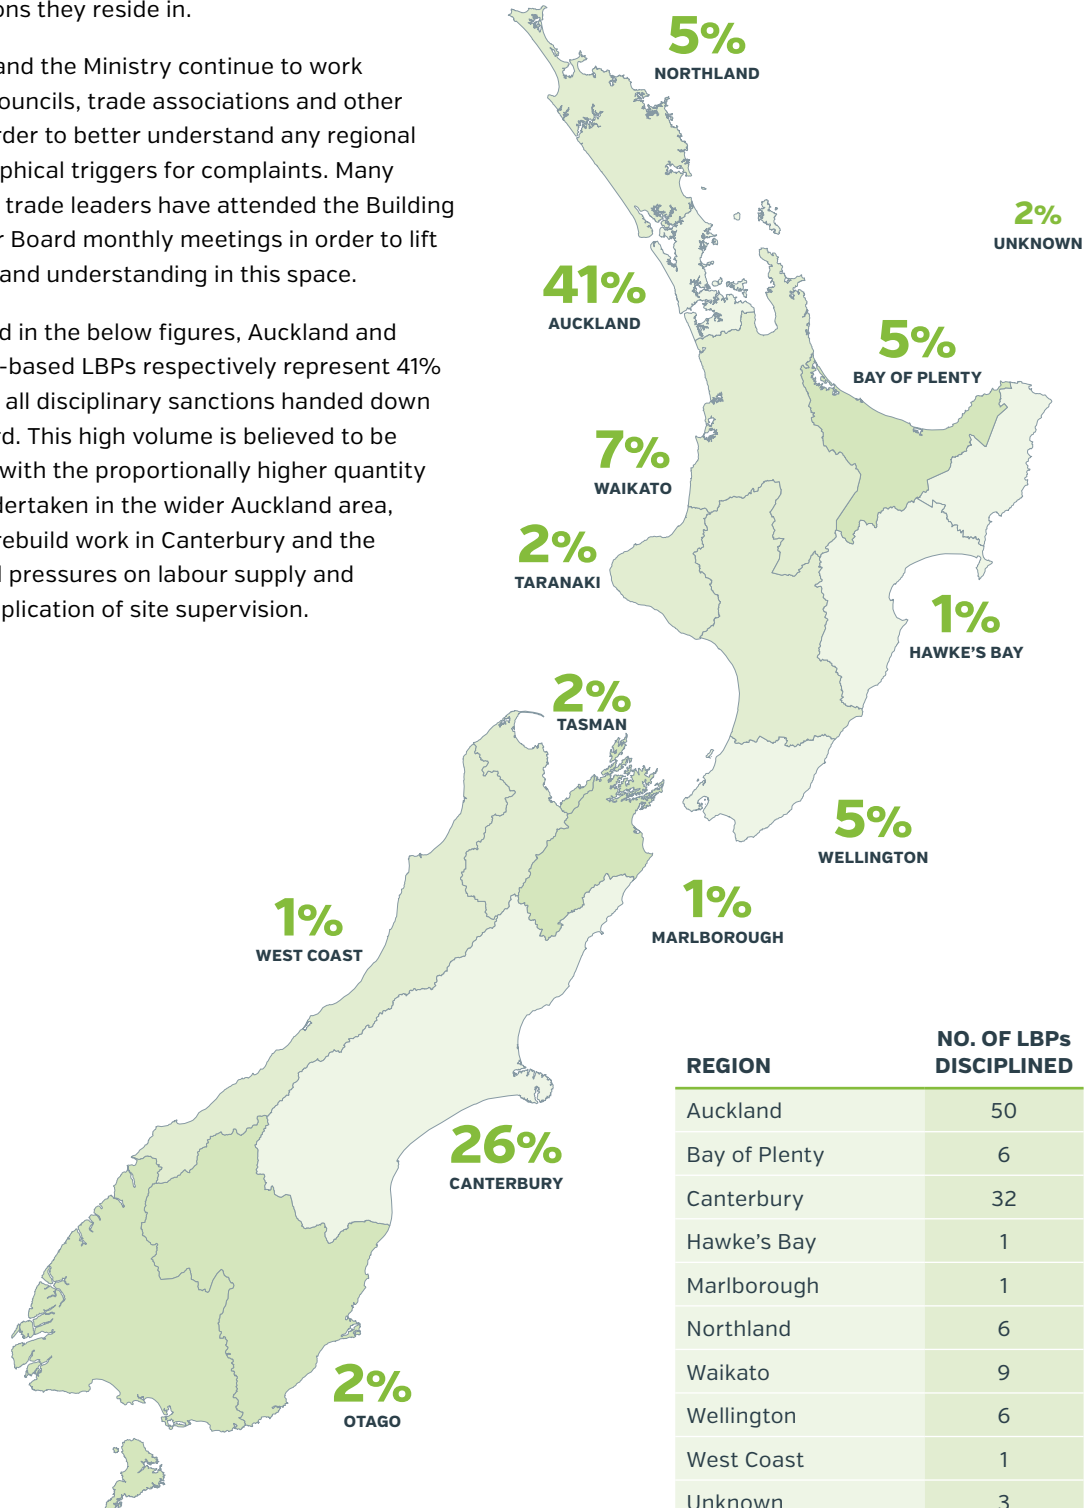 ons they reside in.
and the Ministry continue to work
ouncils, trade associations and other
rder to better understand any regional
phical triggers for complaints. Many
trade leaders have attended the Building
r Board monthly meetings in order to lift
and understanding in this space.
d in the below figures, Auckland and
-based LBPs respectively represent 41%
all disciplinary sanctions handed down
rd. This high volume is believed to be
with the proportionally higher quantity
dertaken in the wider Auckland area,
rebuild work in Canterbury and the
l pressures on labour supply and
plication of site supervision.
5%
NORTHLAND
2%
UNKNOWN
41%
AUCKLAND
5%
BAY OF PLENTY
7%
WAIKATO
2%
TARANAKI
1%
HAWKE'S BAY
2%
TASMAN
5%
WELLINGTON
1%
MARLBOROUGH
1%
WEST COAST
26%
CANTERBURY
2%
OTAGO
REGION NO. OF LBPs DISCIPLINED
Auckland 50
Bay of Plenty 6
Canterbury 32
Hawke's Bay 1
Marlborough 1
Northland 6
Waikato 9
Wellington 6
West Coast 1
Unknown 3